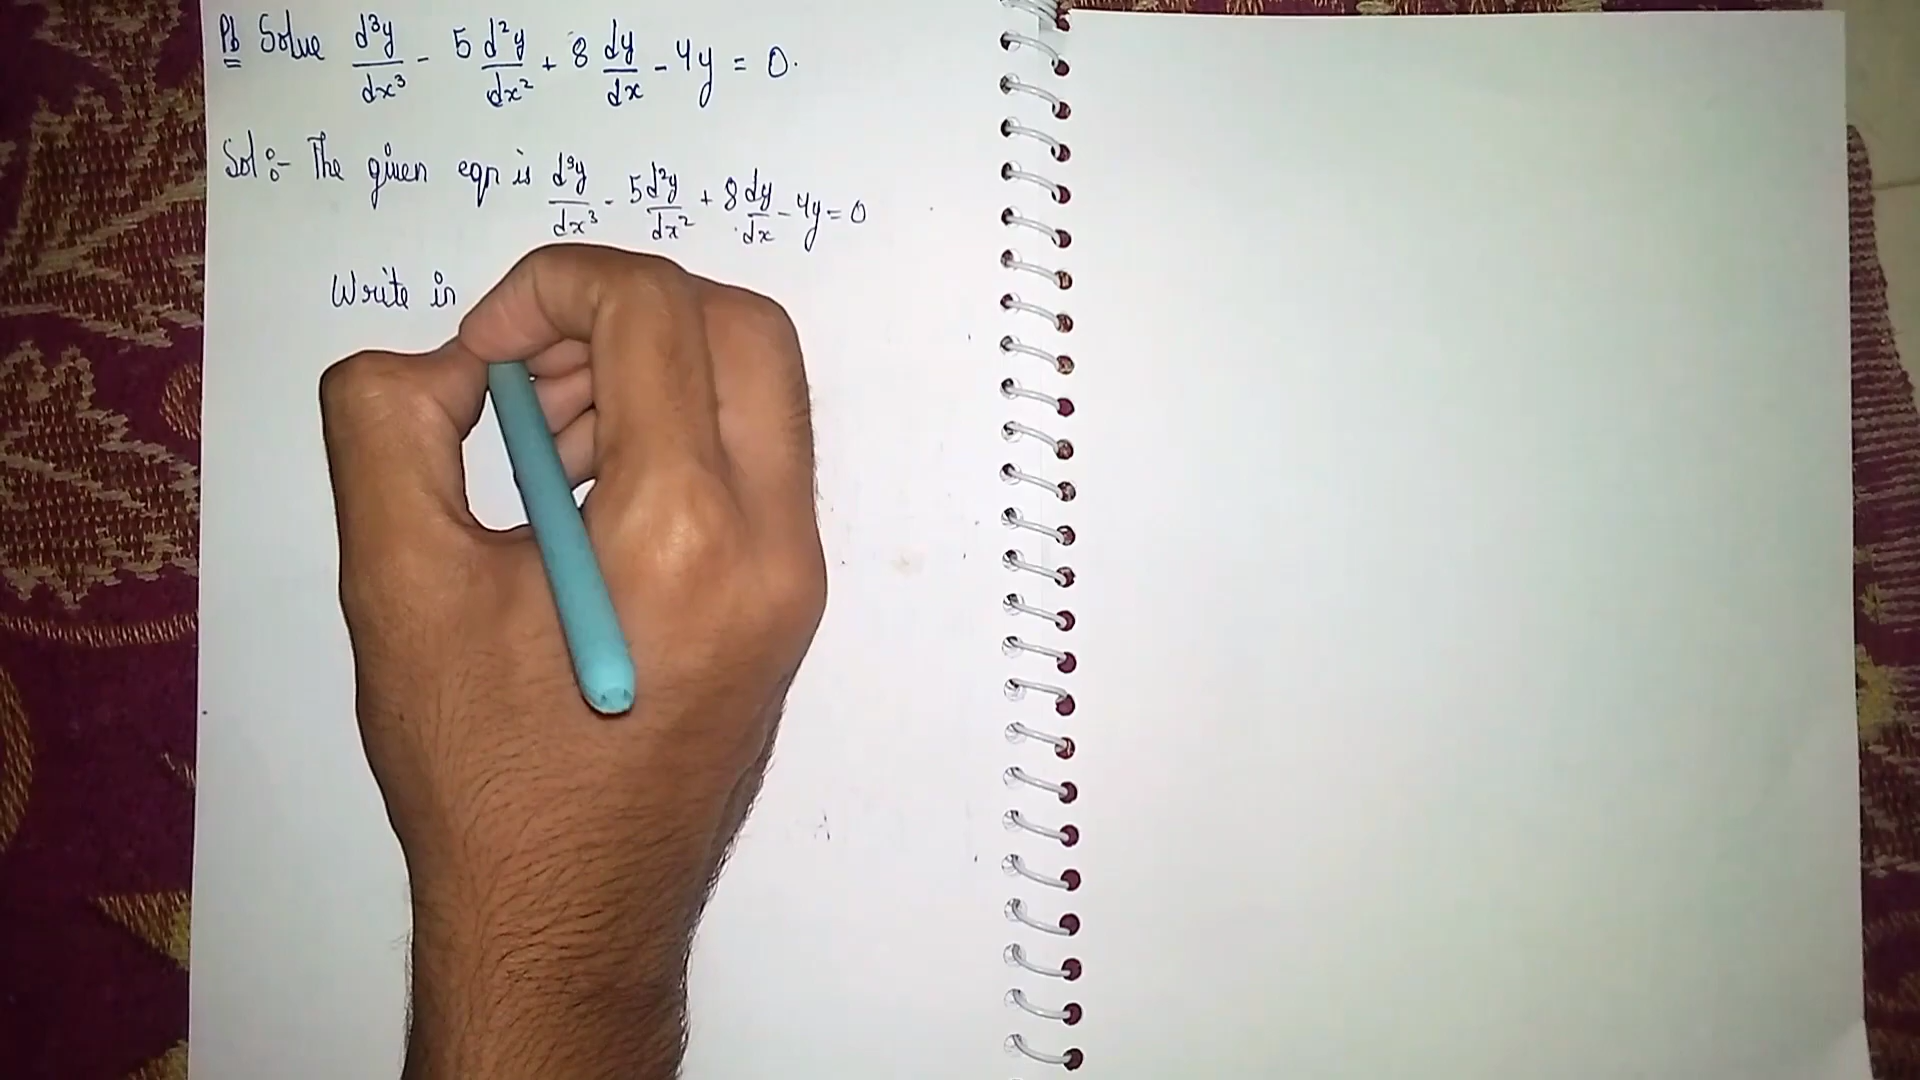 Pb Solve d³y/dx³ - 5 d²y/dx² + 8 dy/dx - 4y = 0.
Sol :- The given eqn is d³y/dx³ - 5 d²y/dx² + 8 dy/dx - 4y = 0
Write in